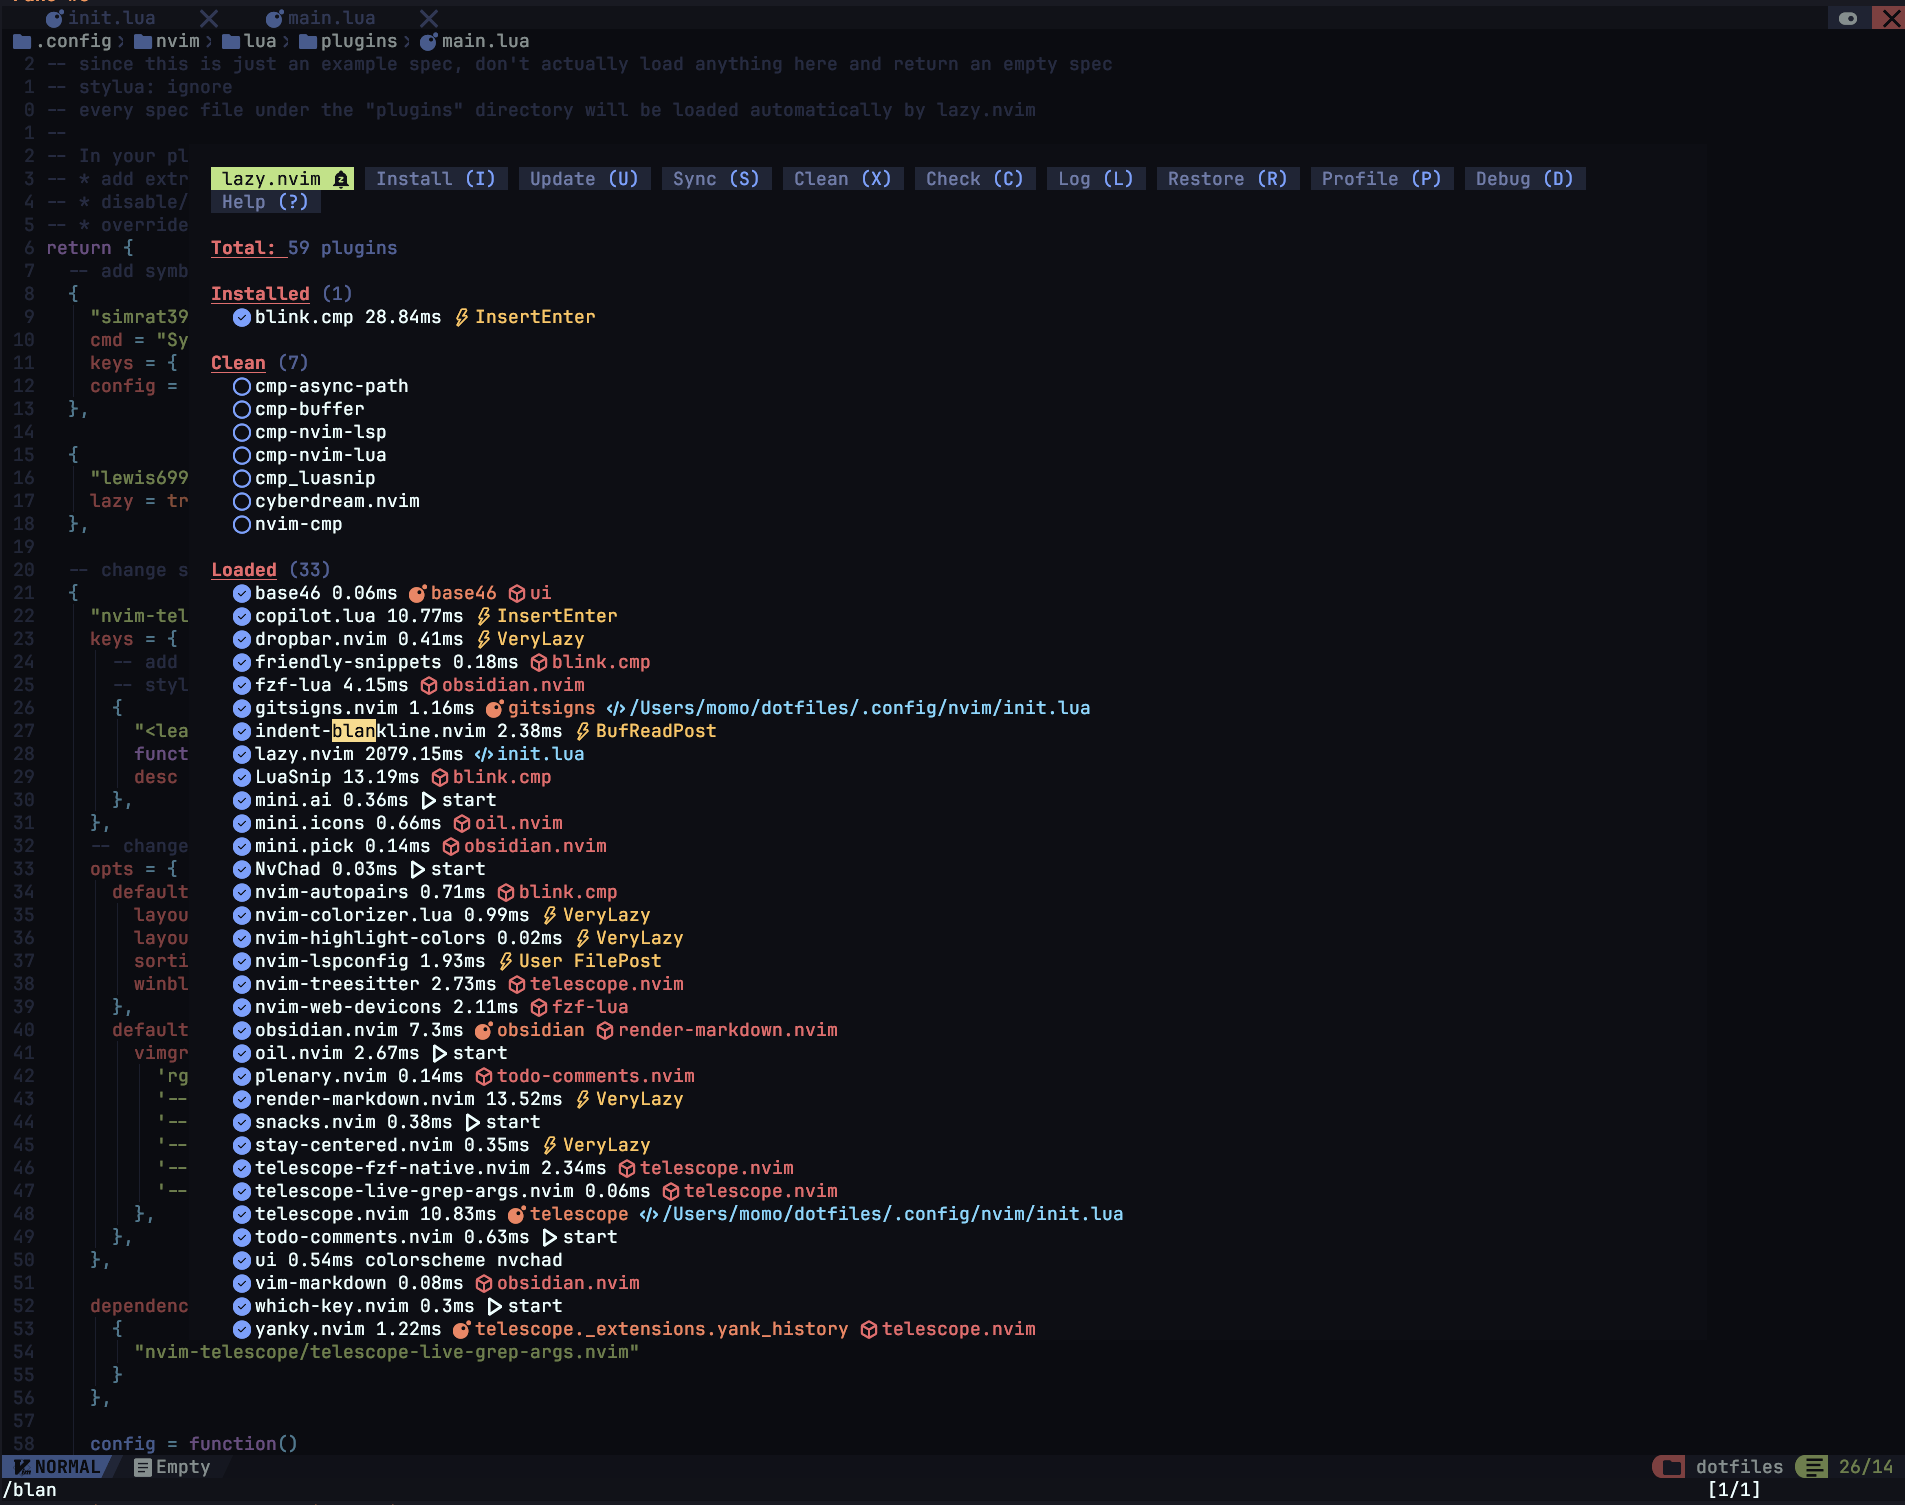 init.lua main.lua
.config nvim lua plugins main.lua
2 -- since this is just an example spec, don't actually load anything here and return an empty spec
1 -- stylua: ignore
0 -- every spec file under the "plugins" directory will be loaded automatically by lazy.nvim
1 --
2 -- In your pl
3 -- * add extr
lazy.nvim Install (I) Update (U) Sync (S) Clean (X) Check (C) Log (L) Restore (R) Profile (P) Debug (D)
4 -- * disable/
Help (?)
5 -- * override
6 return {
Total: 59 plugins
7 -- add symb
8 {
Installed (1)
9 "simrat39
blink.cmp 28.84ms InsertEnter
10 cmd = "Sy
11 keys = {
Clean (7)
12 config =
cmp-async-path
13 },
cmp-buffer
14
cmp-nvim-lsp
15 {
cmp-nvim-lua
16 "lewis699
cmp_luasnip
17 lazy = tr
cyberdream.nvim
18 },
nvim-cmp
19
20 -- change s
Loaded (33)
21 {
base46 0.06ms base46 ui
22 "nvim-tel
copilot.lua 10.77ms InsertEnter
23 keys = {
dropbar.nvim 0.41ms VeryLazy
24 -- add
friendly-snippets 0.18ms blink.cmp
25 -- styl
fzf-lua 4.15ms obsidian.nvim
26 {
gitsigns.nvim 1.16ms gitsigns /Users/momo/dotfiles/.config/nvim/init.lua
27 "<lea
indent-blankline.nvim 2.38ms BufReadPost
28 funct
lazy.nvim 2079.15ms init.lua
29 desc
LuaSnip 13.19ms blink.cmp
30 },
mini.ai 0.36ms start
31 },
mini.icons 0.66ms oil.nvim
32 -- change
mini.pick 0.14ms obsidian.nvim
33 opts = {
NvChad 0.03ms start
34 default
nvim-autopairs 0.71ms blink.cmp
35 layou
nvim-colorizer.lua 0.99ms VeryLazy
36 layou
nvim-highlight-colors 0.02ms VeryLazy
37 sorti
nvim-lspconfig 1.93ms User FilePost
38 winbl
nvim-treesitter 2.73ms telescope.nvim
39 },
nvim-web-devicons 2.11ms fzf-lua
40 default
obsidian.nvim 7.3ms obsidian render-markdown.nvim
41 vimgr
oil.nvim 2.67ms start
42 'rg
plenary.nvim 0.14ms todo-comments.nvim
43 '--
render-markdown.nvim 13.52ms VeryLazy
44 '--
snacks.nvim 0.38ms start
45 '--
stay-centered.nvim 0.35ms VeryLazy
46 '--
telescope-fzf-native.nvim 2.34ms telescope.nvim
47 '--
telescope-live-grep-args.nvim 0.06ms telescope.nvim
48 },
telescope.nvim 10.83ms telescope /Users/momo/dotfiles/.config/nvim/init.lua
49 },
todo-comments.nvim 0.63ms start
50 },
ui 0.54ms colorscheme nvchad
51
vim-markdown 0.08ms obsidian.nvim
52 dependenc
which-key.nvim 0.3ms start
53 {
yanky.nvim 1.22ms telescope._extensions.yank_history telescope.nvim
54 "nvim-telescope/telescope-live-grep-args.nvim"
55 }
56 },
57
58 config = function()
NORMAL Empty dotfiles 26/14
/blan [1/1]